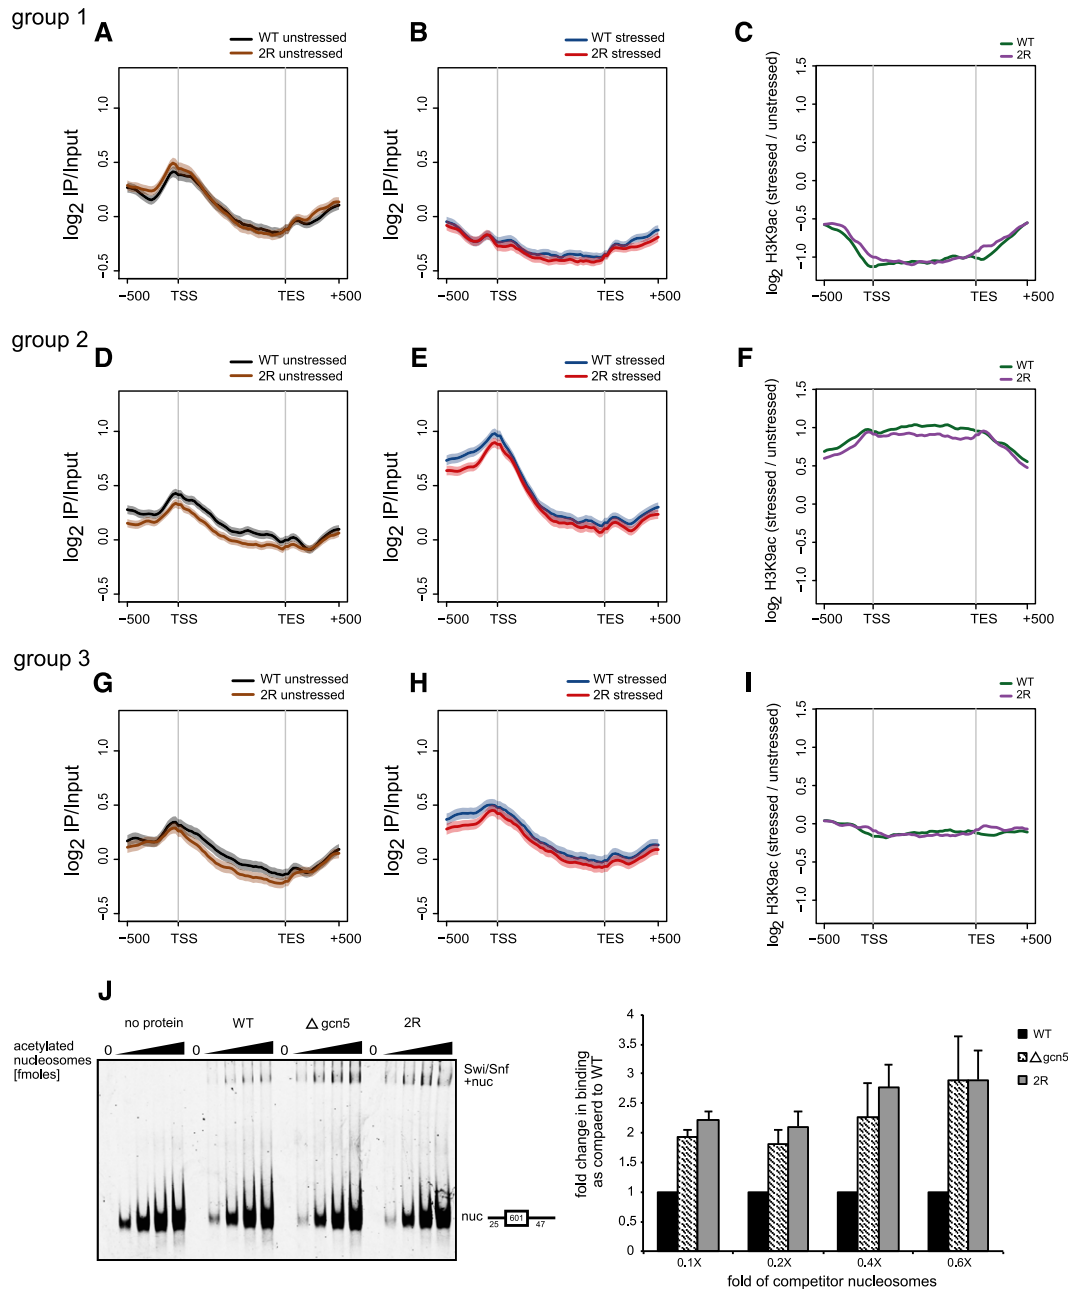 group 1
A
WT unstressed
2R unstressed
log2 IP/Input
1.0
0.5
0.0
−0.5
−500 TSS TES +500
B
WT stressed
2R stressed
log2 IP/Input
1.0
0.5
0.0
−0.5
−500 TSS TES +500
C
WT
2R
log2 H3K9ac (stressed / unstressed)
1.5
1.0
0.5
0.0
−0.5
−1.0
−500 TSS TES +500
group 2
D
WT unstressed
2R unstressed
log2 IP/Input
1.0
0.5
0.0
−0.5
−500 TSS TES +500
E
WT stressed
2R stressed
log2 IP/Input
1.0
0.5
0.0
−0.5
−500 TSS TES +500
F
WT
2R
log2 H3K9ac (stressed / unstressed)
1.5
1.0
0.5
0.0
−0.5
−1.0
−500 TSS TES +500
group 3
G
WT unstressed
2R unstressed
log2 IP/Input
1.0
0.5
0.0
−0.5
−500 TSS TES +500
H
WT stressed
2R stressed
log2 IP/Input
1.0
0.5
0.0
−0.5
−500 TSS TES +500
I
WT
2R
log2 H3K9ac (stressed / unstressed)
1.5
1.0
0.5
0.0
−0.5
−1.0
−500 TSS TES +500
J
no protein WT △ gcn5 2R
acetylated
nucleosomes
[fmoles]
0 0 0 0
Swi/Snf
+nuc
nuc
25 601 47
fold change in binding
as compaerd to WT
4
3.5
3
2.5
2
1.5
1
0.5
0
0.1X 0.2X 0.4X 0.6X
fold of competitor nucleosomes
WT
△gcn5
2R